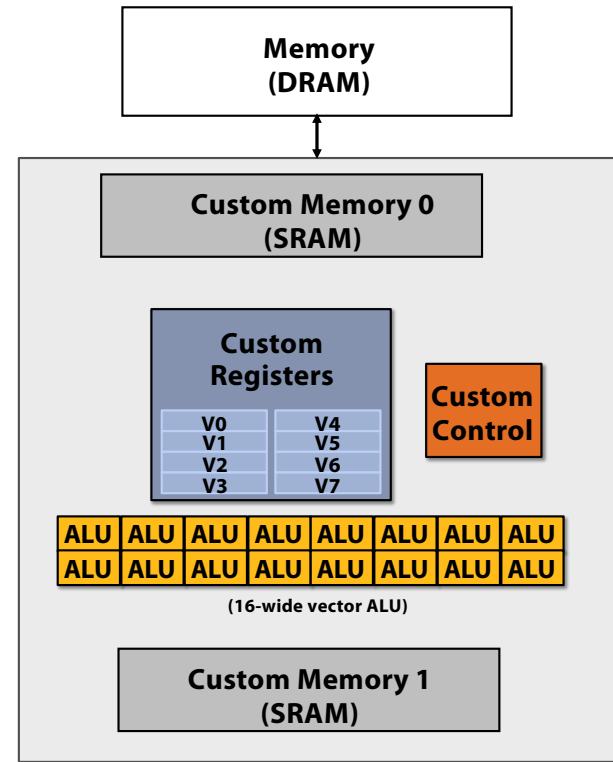 Memory
(DRAM)
Custom Memory 0
(SRAM)
Custom
Registers
V0 V4
V1 V5
V2 V6
V3 V7
Custom
Control
ALU ALU ALU ALU ALU ALU ALU ALU
ALU ALU ALU ALU ALU ALU ALU ALU
(16-wide vector ALU)
Custom Memory 1
(SRAM)